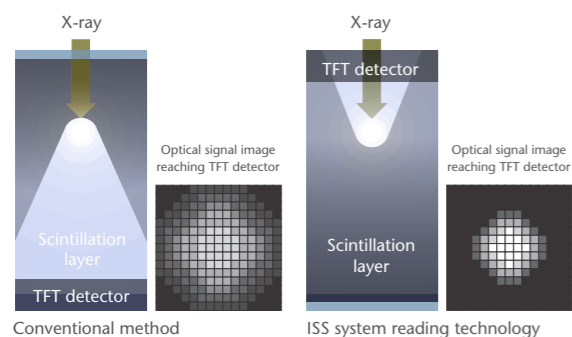 X-ray
Optical signal image
reaching TFT detector
Scintillation
layer
TFT detector
Conventional method
X-ray
TFT detector
Optical signal image
reaching TFT detector
Scintillation
layer
ISS system reading technology